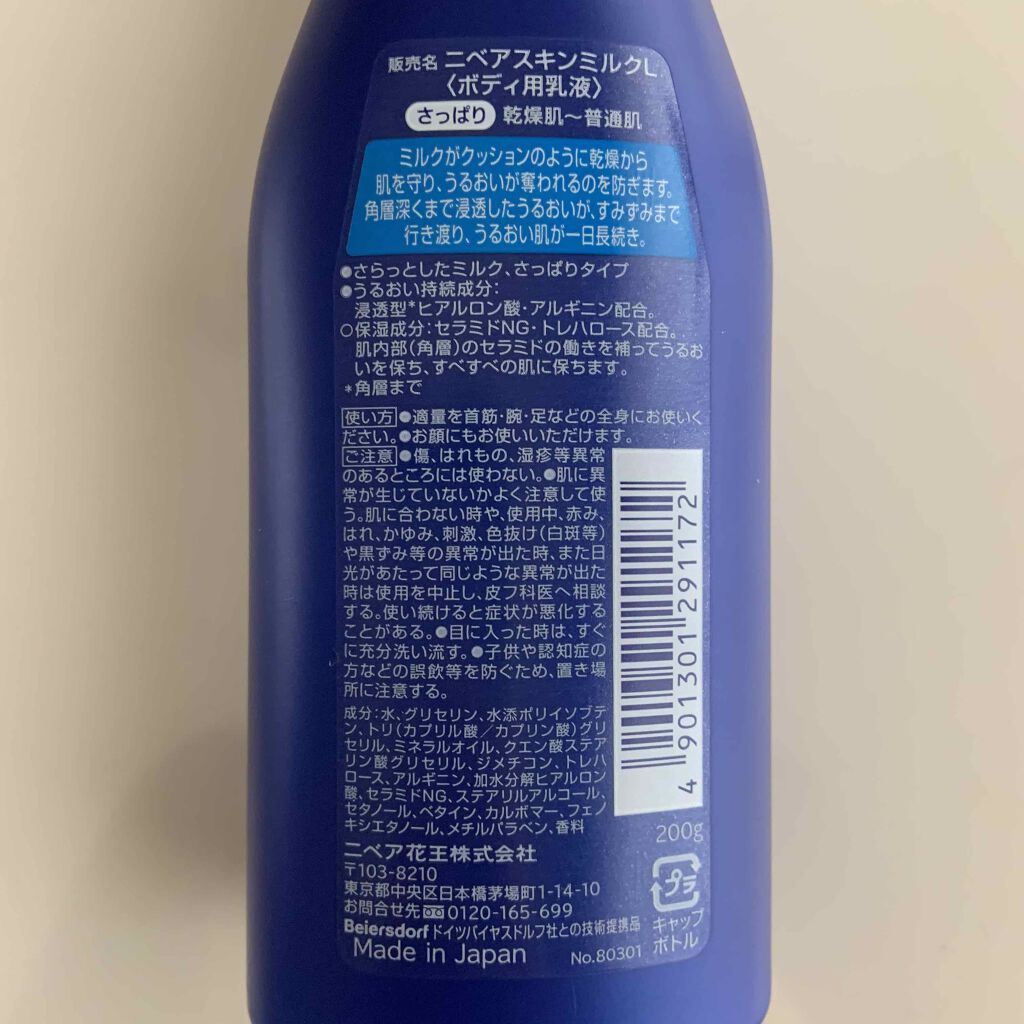 販売名 ニベアスキンミルクL
〈ボディ用乳液〉
さっぱり 乾燥肌〜普通肌
ミルクがクッションのように乾燥から
肌を守り、うるおいが奪われるのを防ぎます。
角層深くまで浸透したうるおいが、すみずみまで
行き渡り、うるおい肌が一日長続き。
●さらっとしたミルク、さっぱりタイプ
●うるおい持続成分:
浸透型*ヒアルロン酸・アルギニン配合。
○保湿成分:セラミドNG・トレハロース配合。
肌内部(角層)のセラミドの働きを補ってうるお
いを保ち、すべすべの肌に保ちます。
*角層まで
使い方 ●適量を首筋・腕・足などの全身にお使いく
ださい。●お顔にもお使いいただけます。
ご注意 ●傷、はれもの、湿疹等異常
のあるところには使わない。●肌に異
常が生じていないかよく注意して使
う。肌に合わない時や、使用中、赤み、
はれ、かゆみ、刺激、色抜け(白斑等)
や黒ずみ等の異常が出た時、また日
光があたって同じような異常が出た
時は使用を中止し、皮フ科医へ相談
する。使い続けると症状が悪化する
ことがある。●目に入った時は、すぐ
に充分洗い流す。●子供や認知症の
方などの誤飲等を防ぐため、置き場
所に注意する。
成分:水、グリセリン、水添ポリイソブテ
ン、トリ(カプリル酸/カプリン酸)グリ
セリル、ミネラルオイル、クエン酸ステア
リン酸グリセリル、ジメチコン、トレハ
ロース、アルギニン、加水分解ヒアルロン
酸、セラミドNG、ステアリルアルコール、
セタノール、ベタイン、カルボマー、フェノ
キシエタノール、メチルパラベン、香料
4 901301 291172
200g
ニベア花王株式会社
〒103-8210
東京都中央区日本橋茅場町1-14-10
お問合せ先 0120-165-699
Beiersdorf ドイツバイヤスドルフ社との技術提携品
Made in Japan No.80301
プラ
キャップ
ボトル